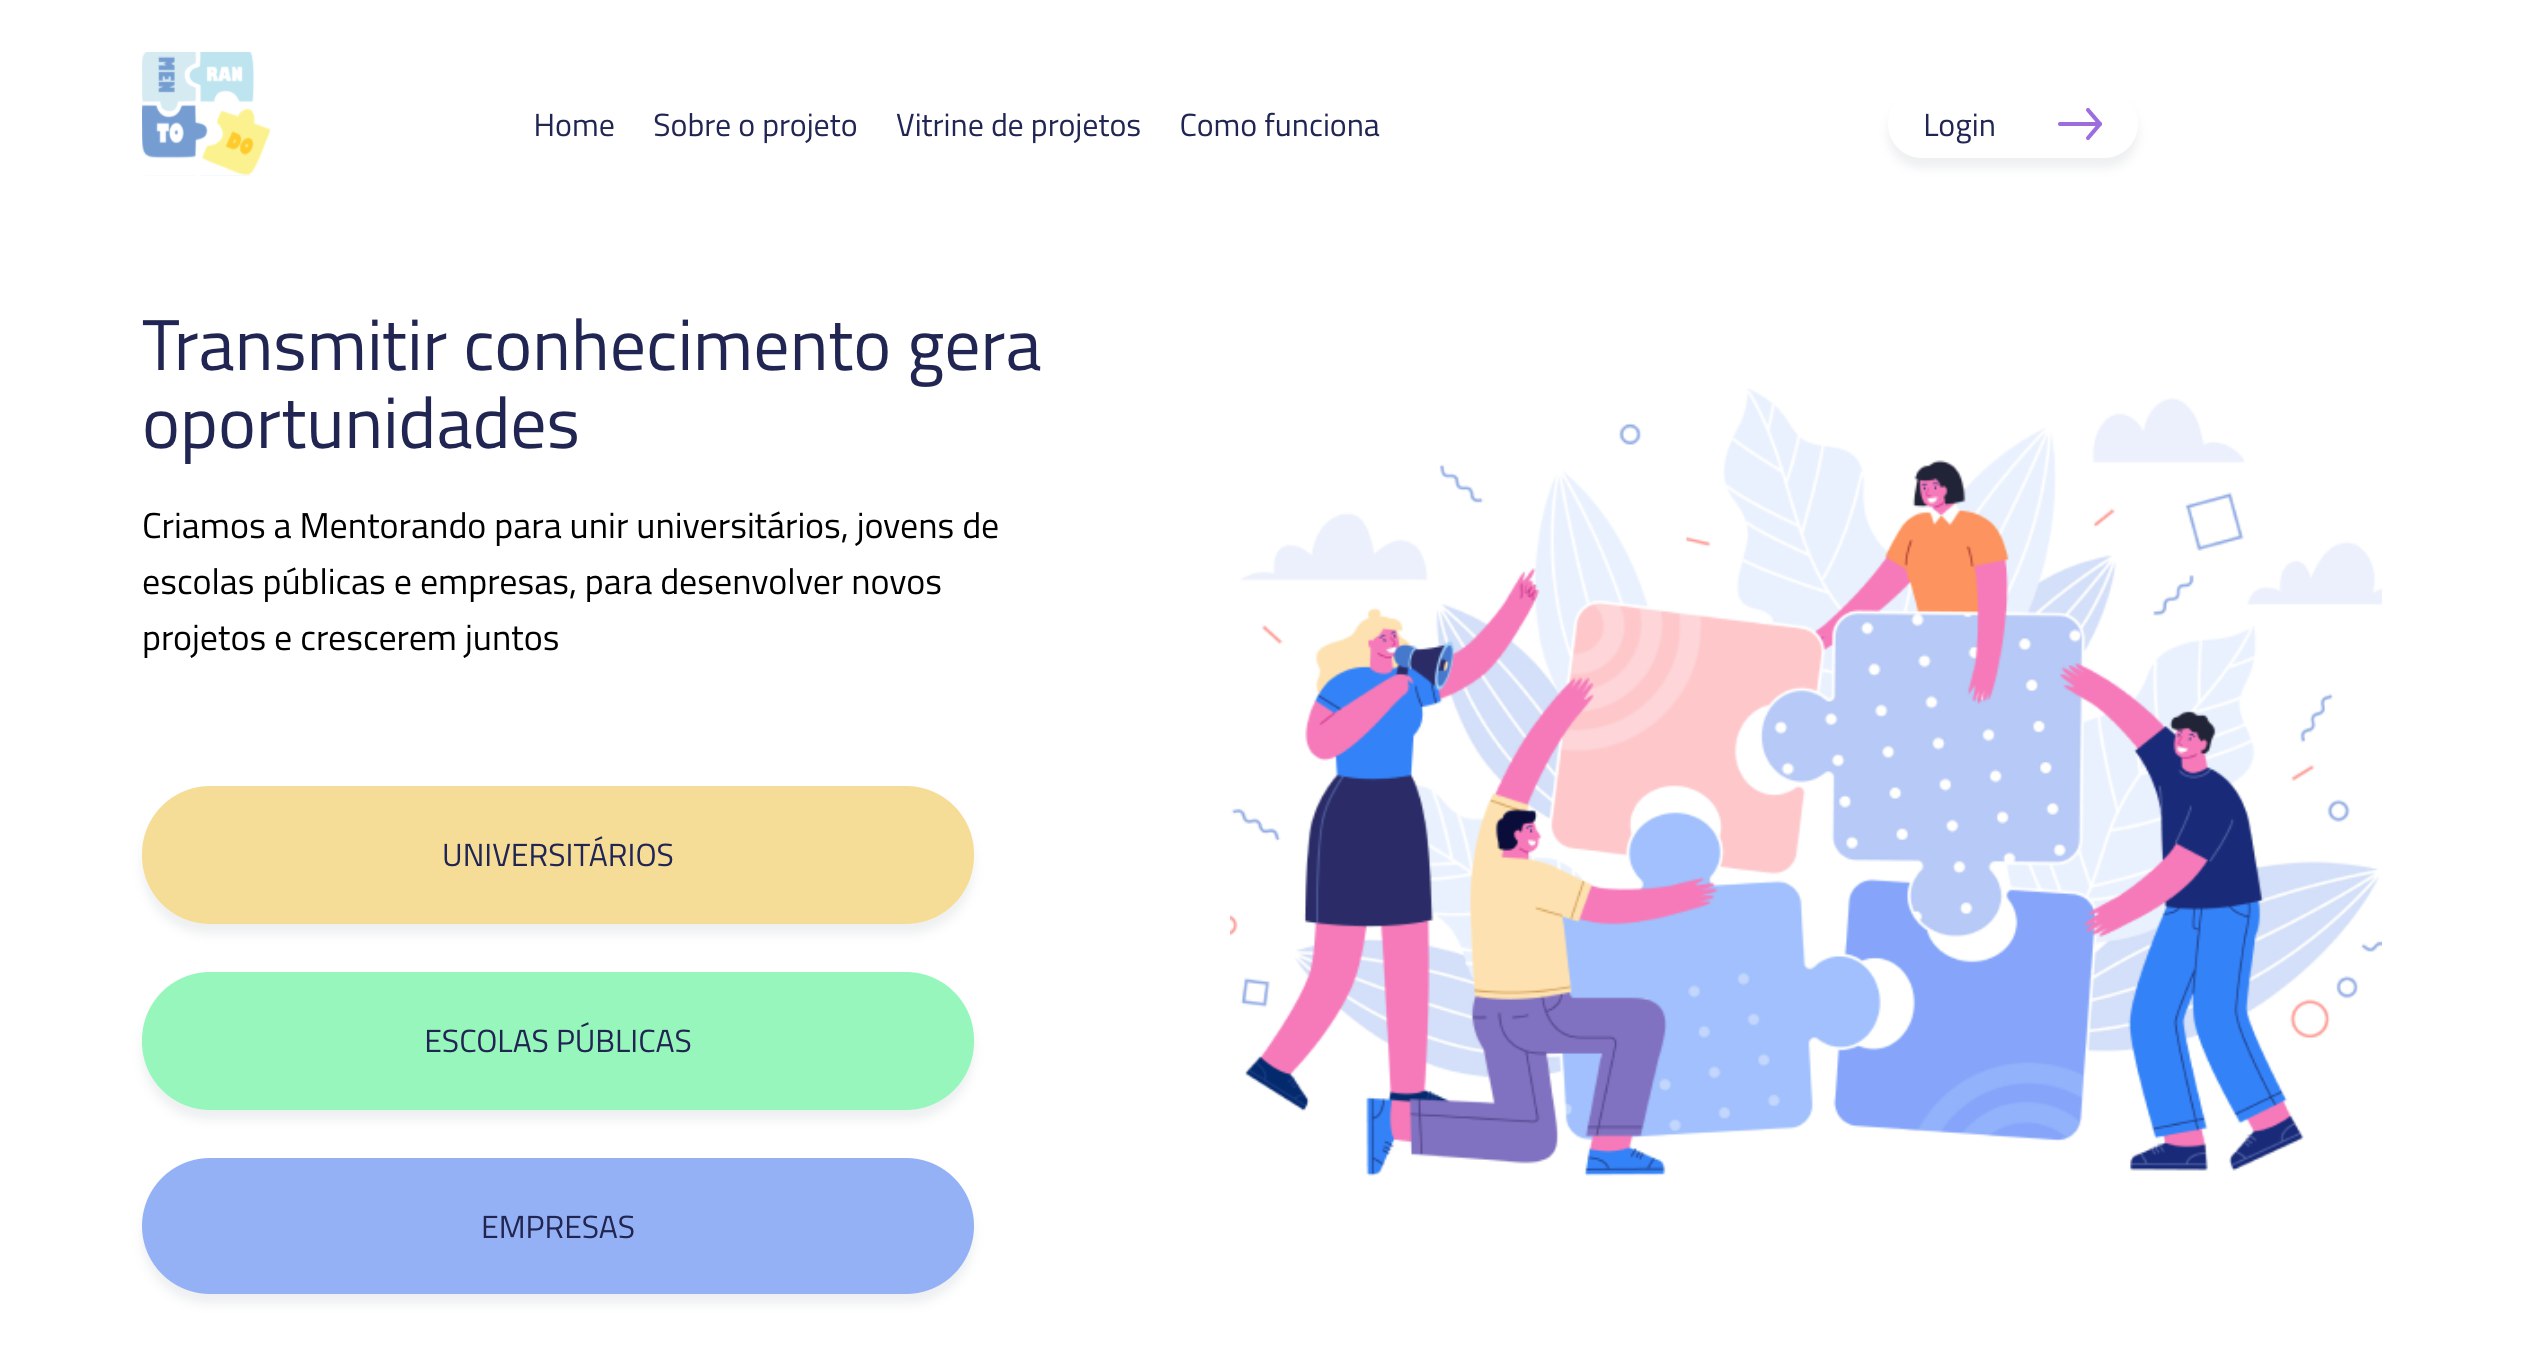 MEN
RAN
TO
DO
Home
Sobre o projeto
Vitrine de projetos
Como funciona
Login
Transmitir conhecimento gera
oportunidades
Criamos a Mentorando para unir universitários, jovens de
escolas públicas e empresas, para desenvolver novos
projetos e crescerem juntos
UNIVERSITÁRIOS
ESCOLAS PÚBLICAS
EMPRESAS